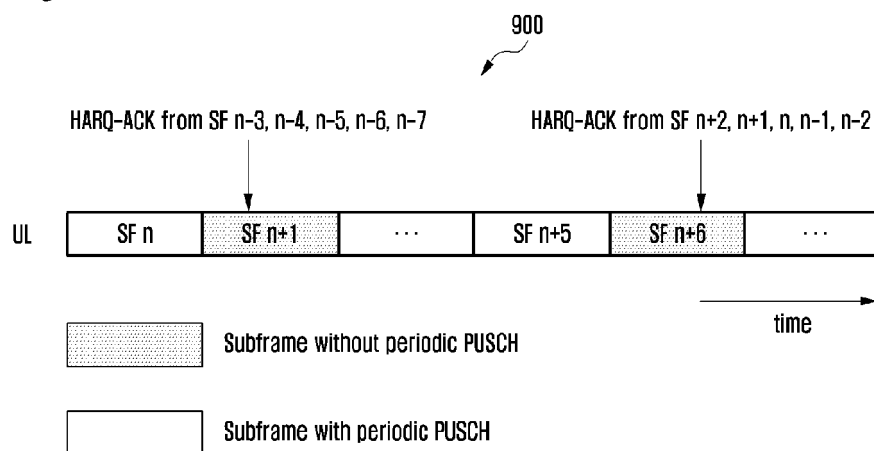 900
HARQ-ACK from SF n-3, n-4, n-5, n-6, n-7
HARQ-ACK from SF n+2, n+1, n, n-1, n-2
UL SF n SF n+1 ... SF n+5 SF n+6 ...
time
Subframe without periodic PUSCH
Subframe with periodic PUSCH